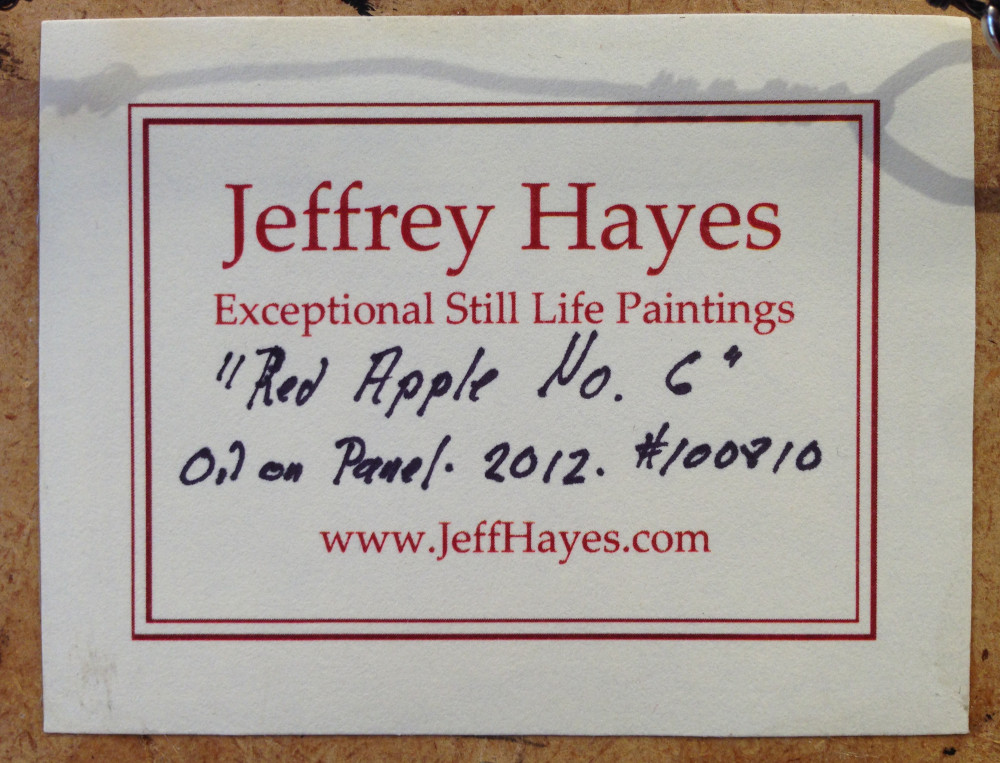 Jeffrey Hayes
Exceptional Still Life Paintings
"Red Apple No. 6"
Oil on Panel. 2012. #100810
www.JeffHayes.com